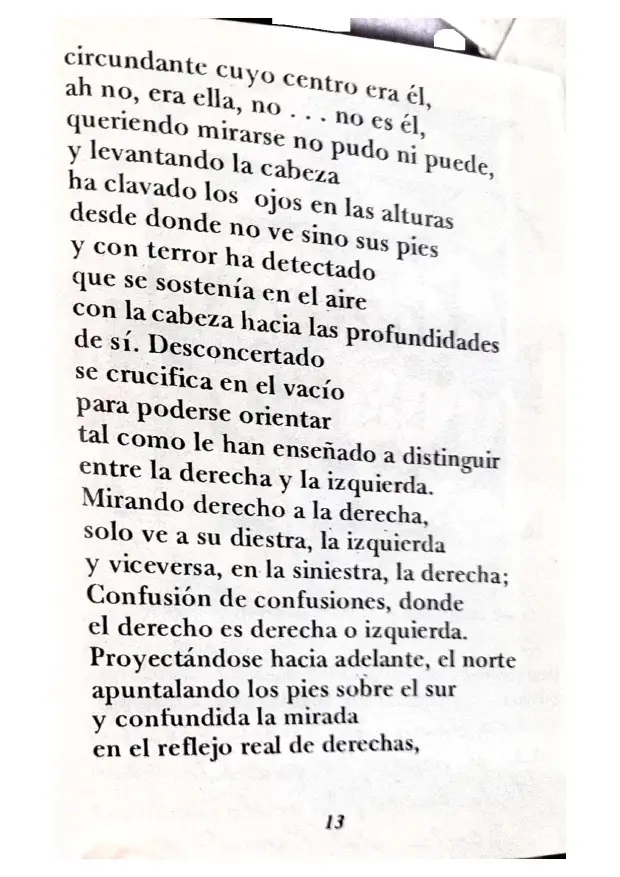 circundante cuyo centro era él,
ah no, era ella, no . . . no es él,
queriendo mirarse no pudo ni puede,
y levantando la cabeza
ha clavado los ojos en las alturas
desde donde no ve sino sus pies
y con terror ha detectado
que se sostenía en el aire
con la cabeza hacia las profundidades
de sí. Desconcertado
se crucifica en el vacío
para poderse orientar
tal como le han enseñado a distinguir
entre la derecha y la izquierda.
Mirando derecho a la derecha,
solo ve a su diestra, la izquierda
y viceversa, en la siniestra, la derecha;
Confusión de confusiones, donde
el derecho es derecha o izquierda.
Proyectándose hacia adelante, el norte
apuntalando los pies sobre el sur
y confundida la mirada
en el reflejo real de derechas,
13